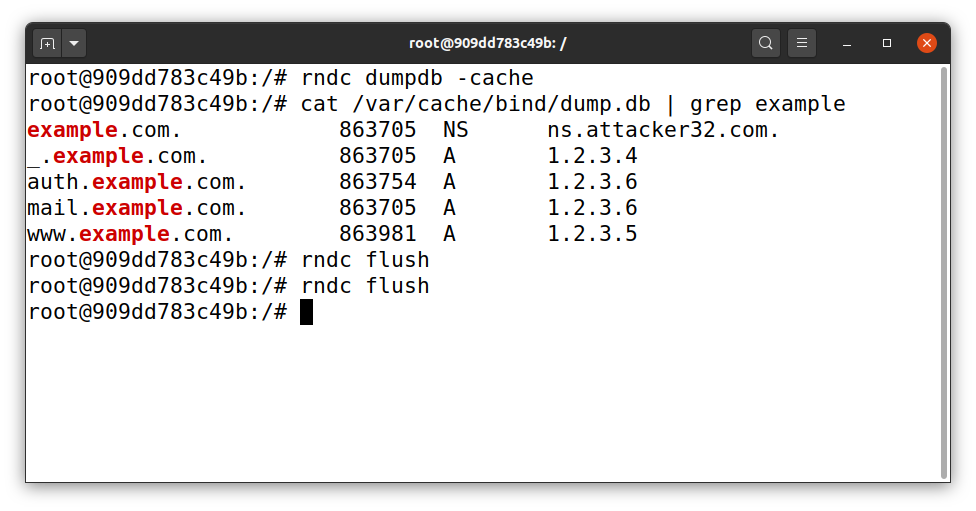 root@909dd783c49b: /
root@909dd783c49b:/# rndc dumpdb -cache
root@909dd783c49b:/# cat /var/cache/bind/dump.db | grep example
example.com.            863705  NS      ns.attacker32.com.
_.example.com.          863705  A       1.2.3.4
auth.example.com.       863754  A       1.2.3.6
mail.example.com.       863705  A       1.2.3.6
www.example.com.        863981  A       1.2.3.5
root@909dd783c49b:/# rndc flush
root@909dd783c49b:/# rndc flush
root@909dd783c49b:/#